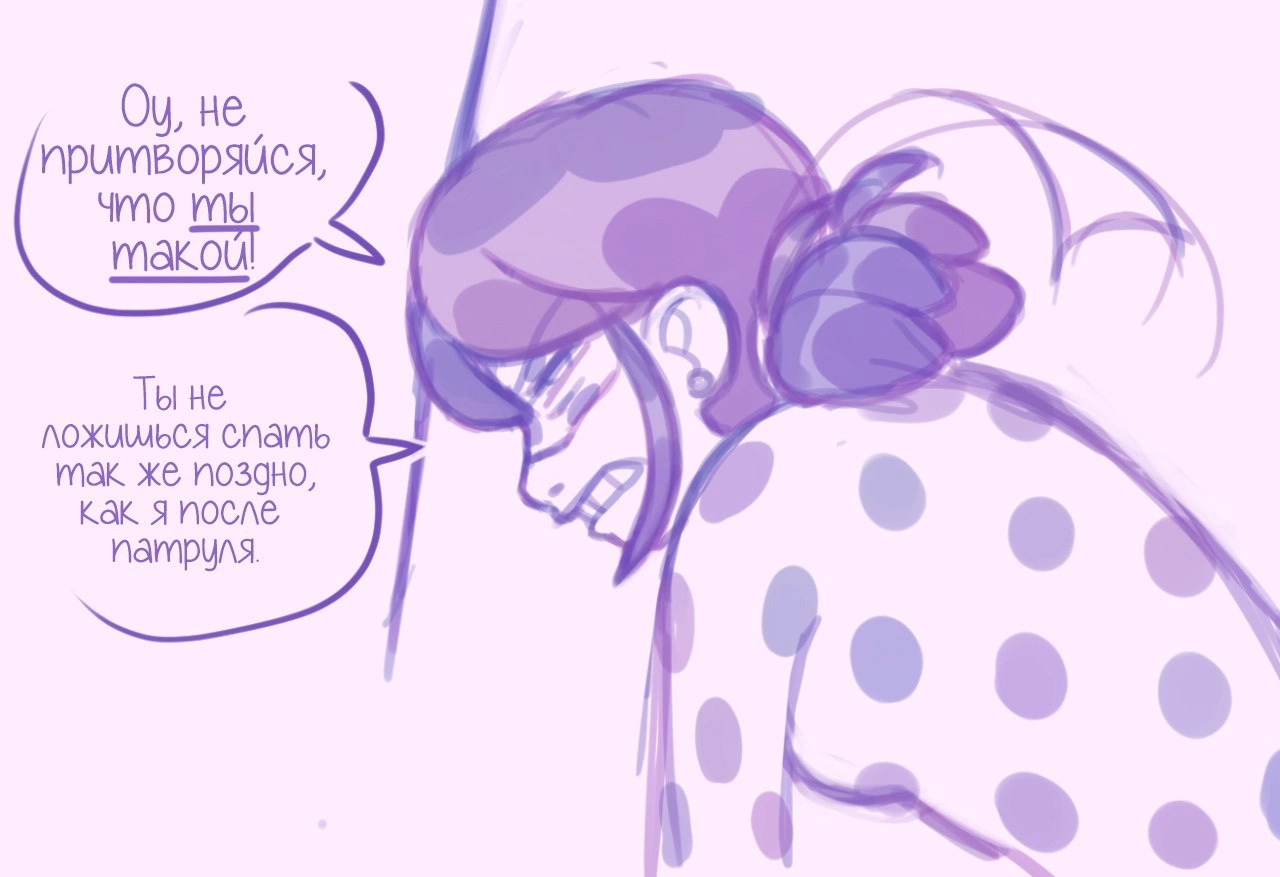 Оу, не
притворяйся,
что ты
такой!
Ты не
ложишься спать
так же поздно,
как я после
патруля.